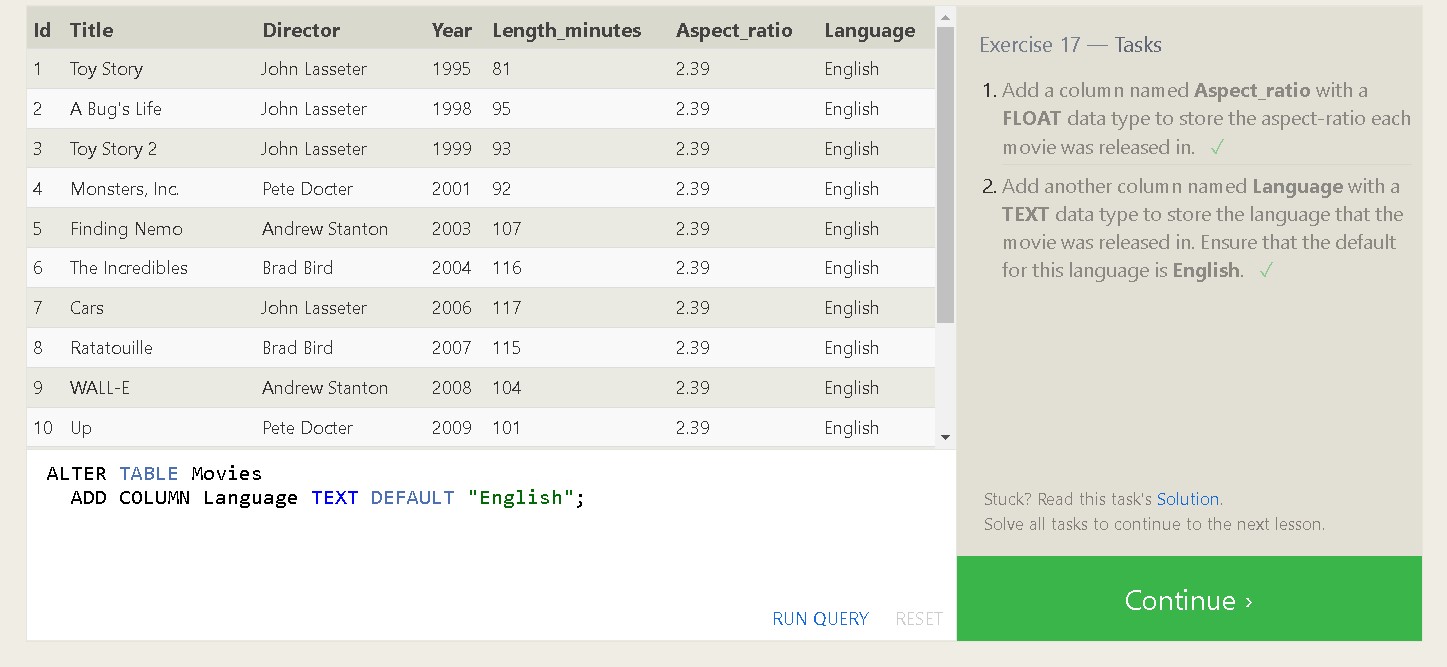 Id Title Director Year Length_minutes Aspect_ratio Language
1 Toy Story John Lasseter 1995 81 2.39 English
2 A Bug's Life John Lasseter 1998 95 2.39 English
3 Toy Story 2 John Lasseter 1999 93 2.39 English
4 Monsters, Inc. Pete Docter 2001 92 2.39 English
5 Finding Nemo Andrew Stanton 2003 107 2.39 English
6 The Incredibles Brad Bird 2004 116 2.39 English
7 Cars John Lasseter 2006 117 2.39 English
8 Ratatouille Brad Bird 2007 115 2.39 English
9 WALL-E Andrew Stanton 2008 104 2.39 English
10 Up Pete Docter 2009 101 2.39 English
ALTER TABLE Movies
ADD COLUMN Language TEXT DEFAULT "English";
RUN QUERY RESET
Exercise 17 — Tasks
1. Add a column named Aspect_ratio with a
FLOAT data type to store the aspect-ratio each
movie was released in. ✓
2. Add another column named Language with a
TEXT data type to store the language that the
movie was released in. Ensure that the default
for this language is English. ✓
Stuck? Read this task's Solution.
Solve all tasks to continue to the next lesson.
Continue ›